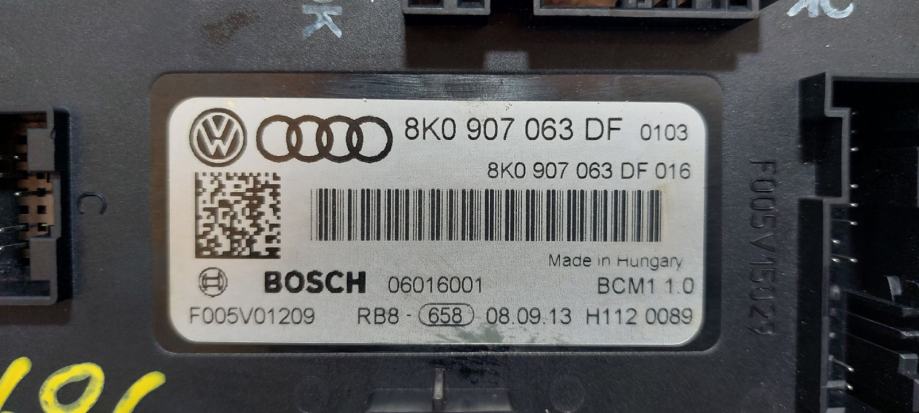 8K0 907 063 DF 0103
8K0 907 063 DF 016
Made in Hungary
BOSCH 06016001 BCM1 1.0
F005V01209 RB8 - 658 08.09.13 H112 0089
F005V15029
C